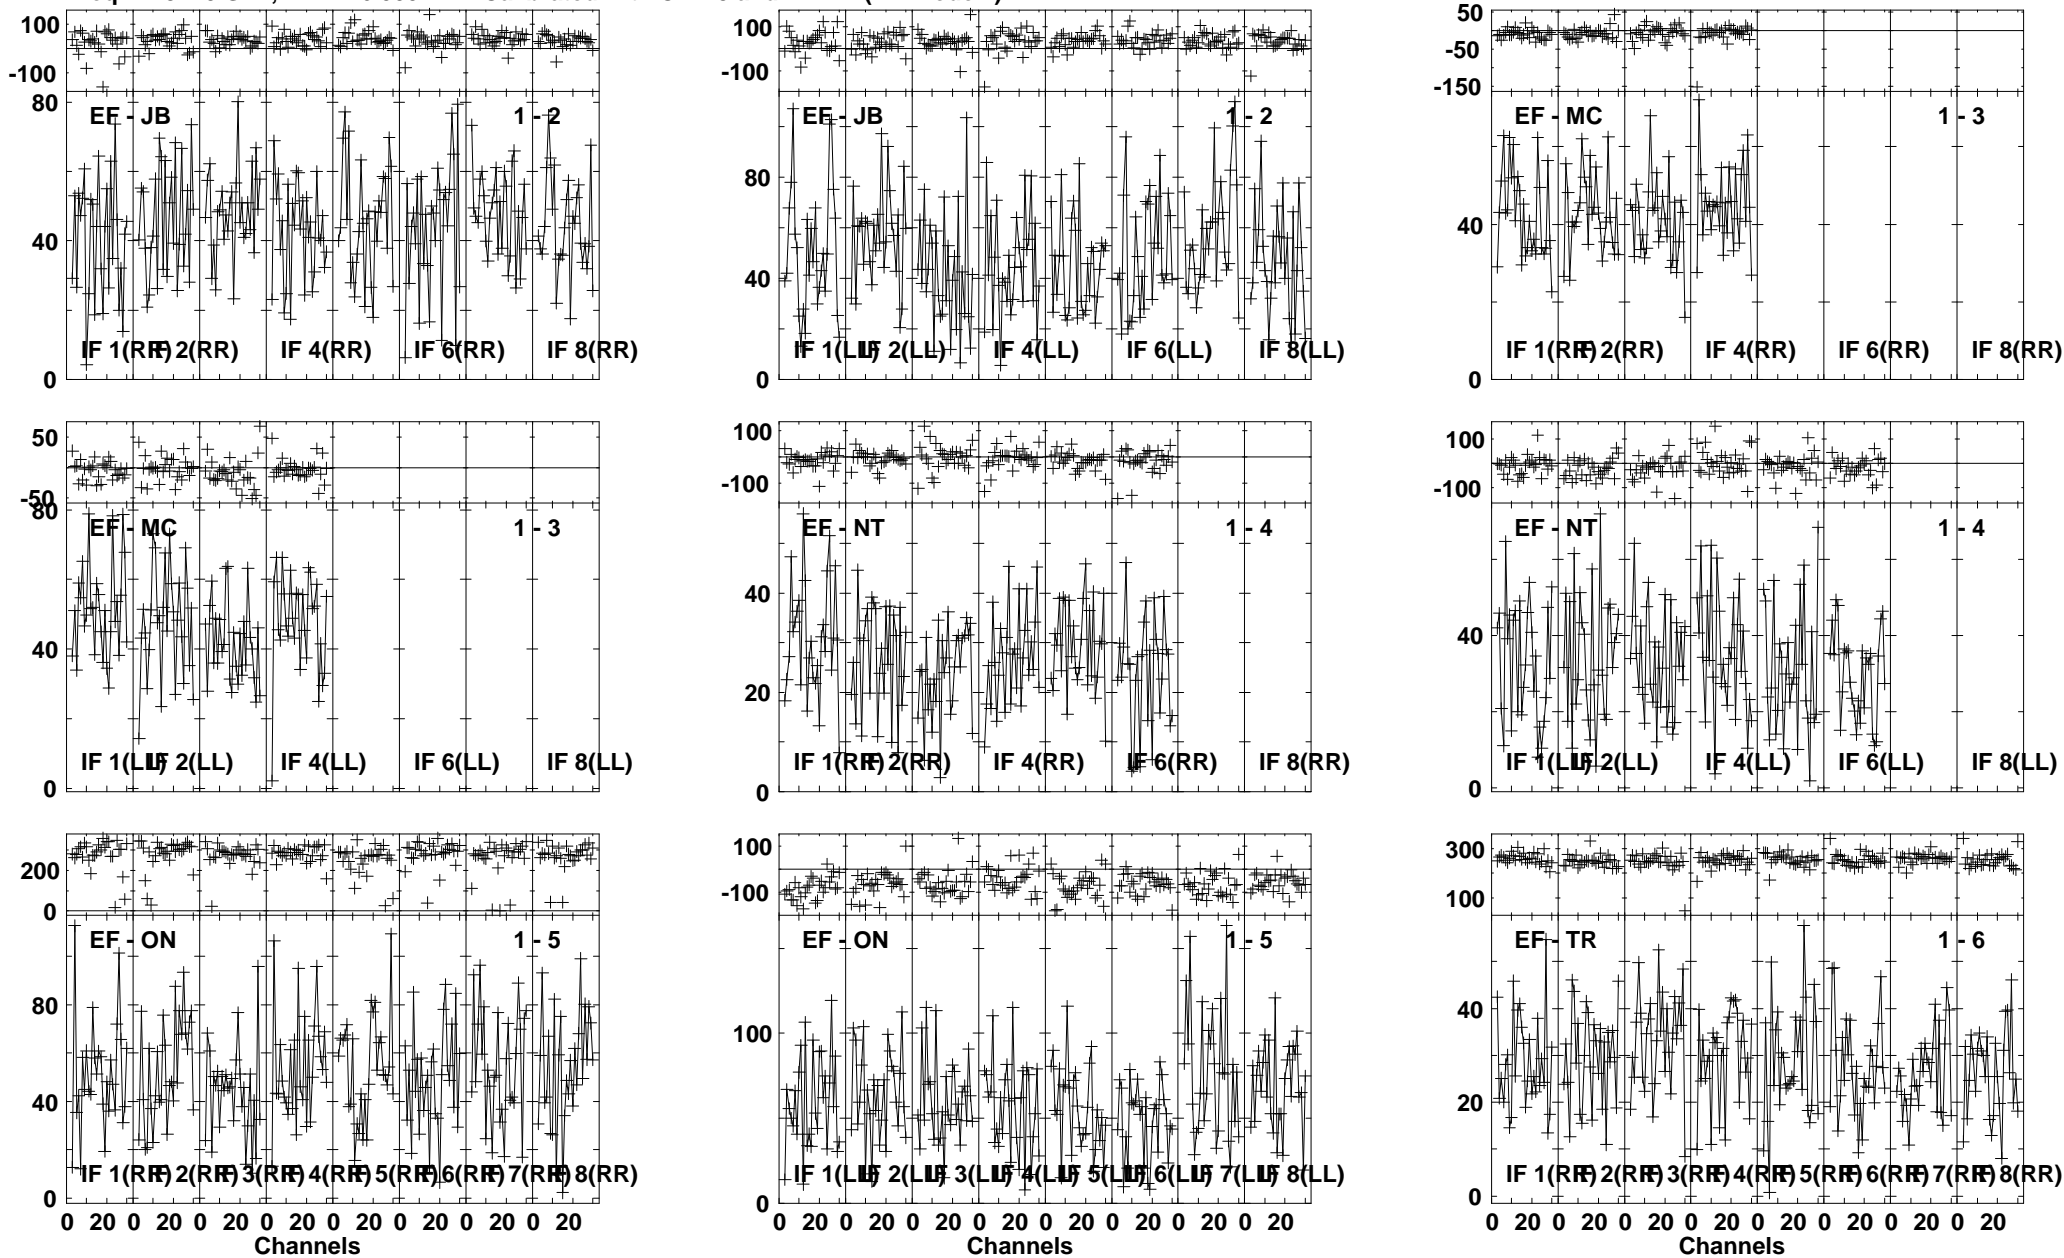 100
-100
EF - JB 1 - 2
80
40
0
IF 1(RR) IF 2(RR) IF 4(RR) IF 6(RR) IF 8(RR)
100
-100
EF - JB 1 - 2
80
40
0
IF 1(LL) IF 2(LL) IF 4(LL) IF 6(LL) IF 8(LL)
50
-50
-150
EF - MC 1 - 3
40
0
IF 1(RR) IF 2(RR) IF 4(RR) IF 6(RR) IF 8(RR)
50
-50
EF - MC 1 - 3
80
40
0
IF 1(LL) IF 2(LL) IF 4(LL) IF 6(LL) IF 8(LL)
100
-100
EF - NT 1 - 4
40
20
0
IF 1(RR) IF 2(RR) IF 4(RR) IF 6(RR) IF 8(RR)
100
-100
EF - NT 1 - 4
40
0
IF 1(LL) IF 2(LL) IF 4(LL) IF 6(LL) IF 8(LL)
200
0
EF - ON 1 - 5
80
40
0
IF 1(RR) IF 2(RR) IF 3(RR) IF 4(RR) IF 5(RR) IF 6(RR) IF 7(RR) IF 8(RR)
0 20 0 20 0 20 0 20 0 20 0 20 0 20 0 20
Channels
100
-100
EF - ON 1 - 5
100
0
IF 1(LL) IF 2(LL) IF 3(LL) IF 4(LL) IF 5(LL) IF 6(LL) IF 7(LL) IF 8(LL)
0 20 0 20 0 20 0 20 0 20 0 20 0 20 0 20
Channels
300
100
EF - TR 1 - 6
40
20
0
IF 1(RR) IF 2(RR) IF 3(RR) IF 4(RR) IF 5(RR) IF 6(RR) IF 7(RR) IF 8(RR)
0 20 0 20 0 20 0 20 0 20 0 20 0 20 0 20
Channels